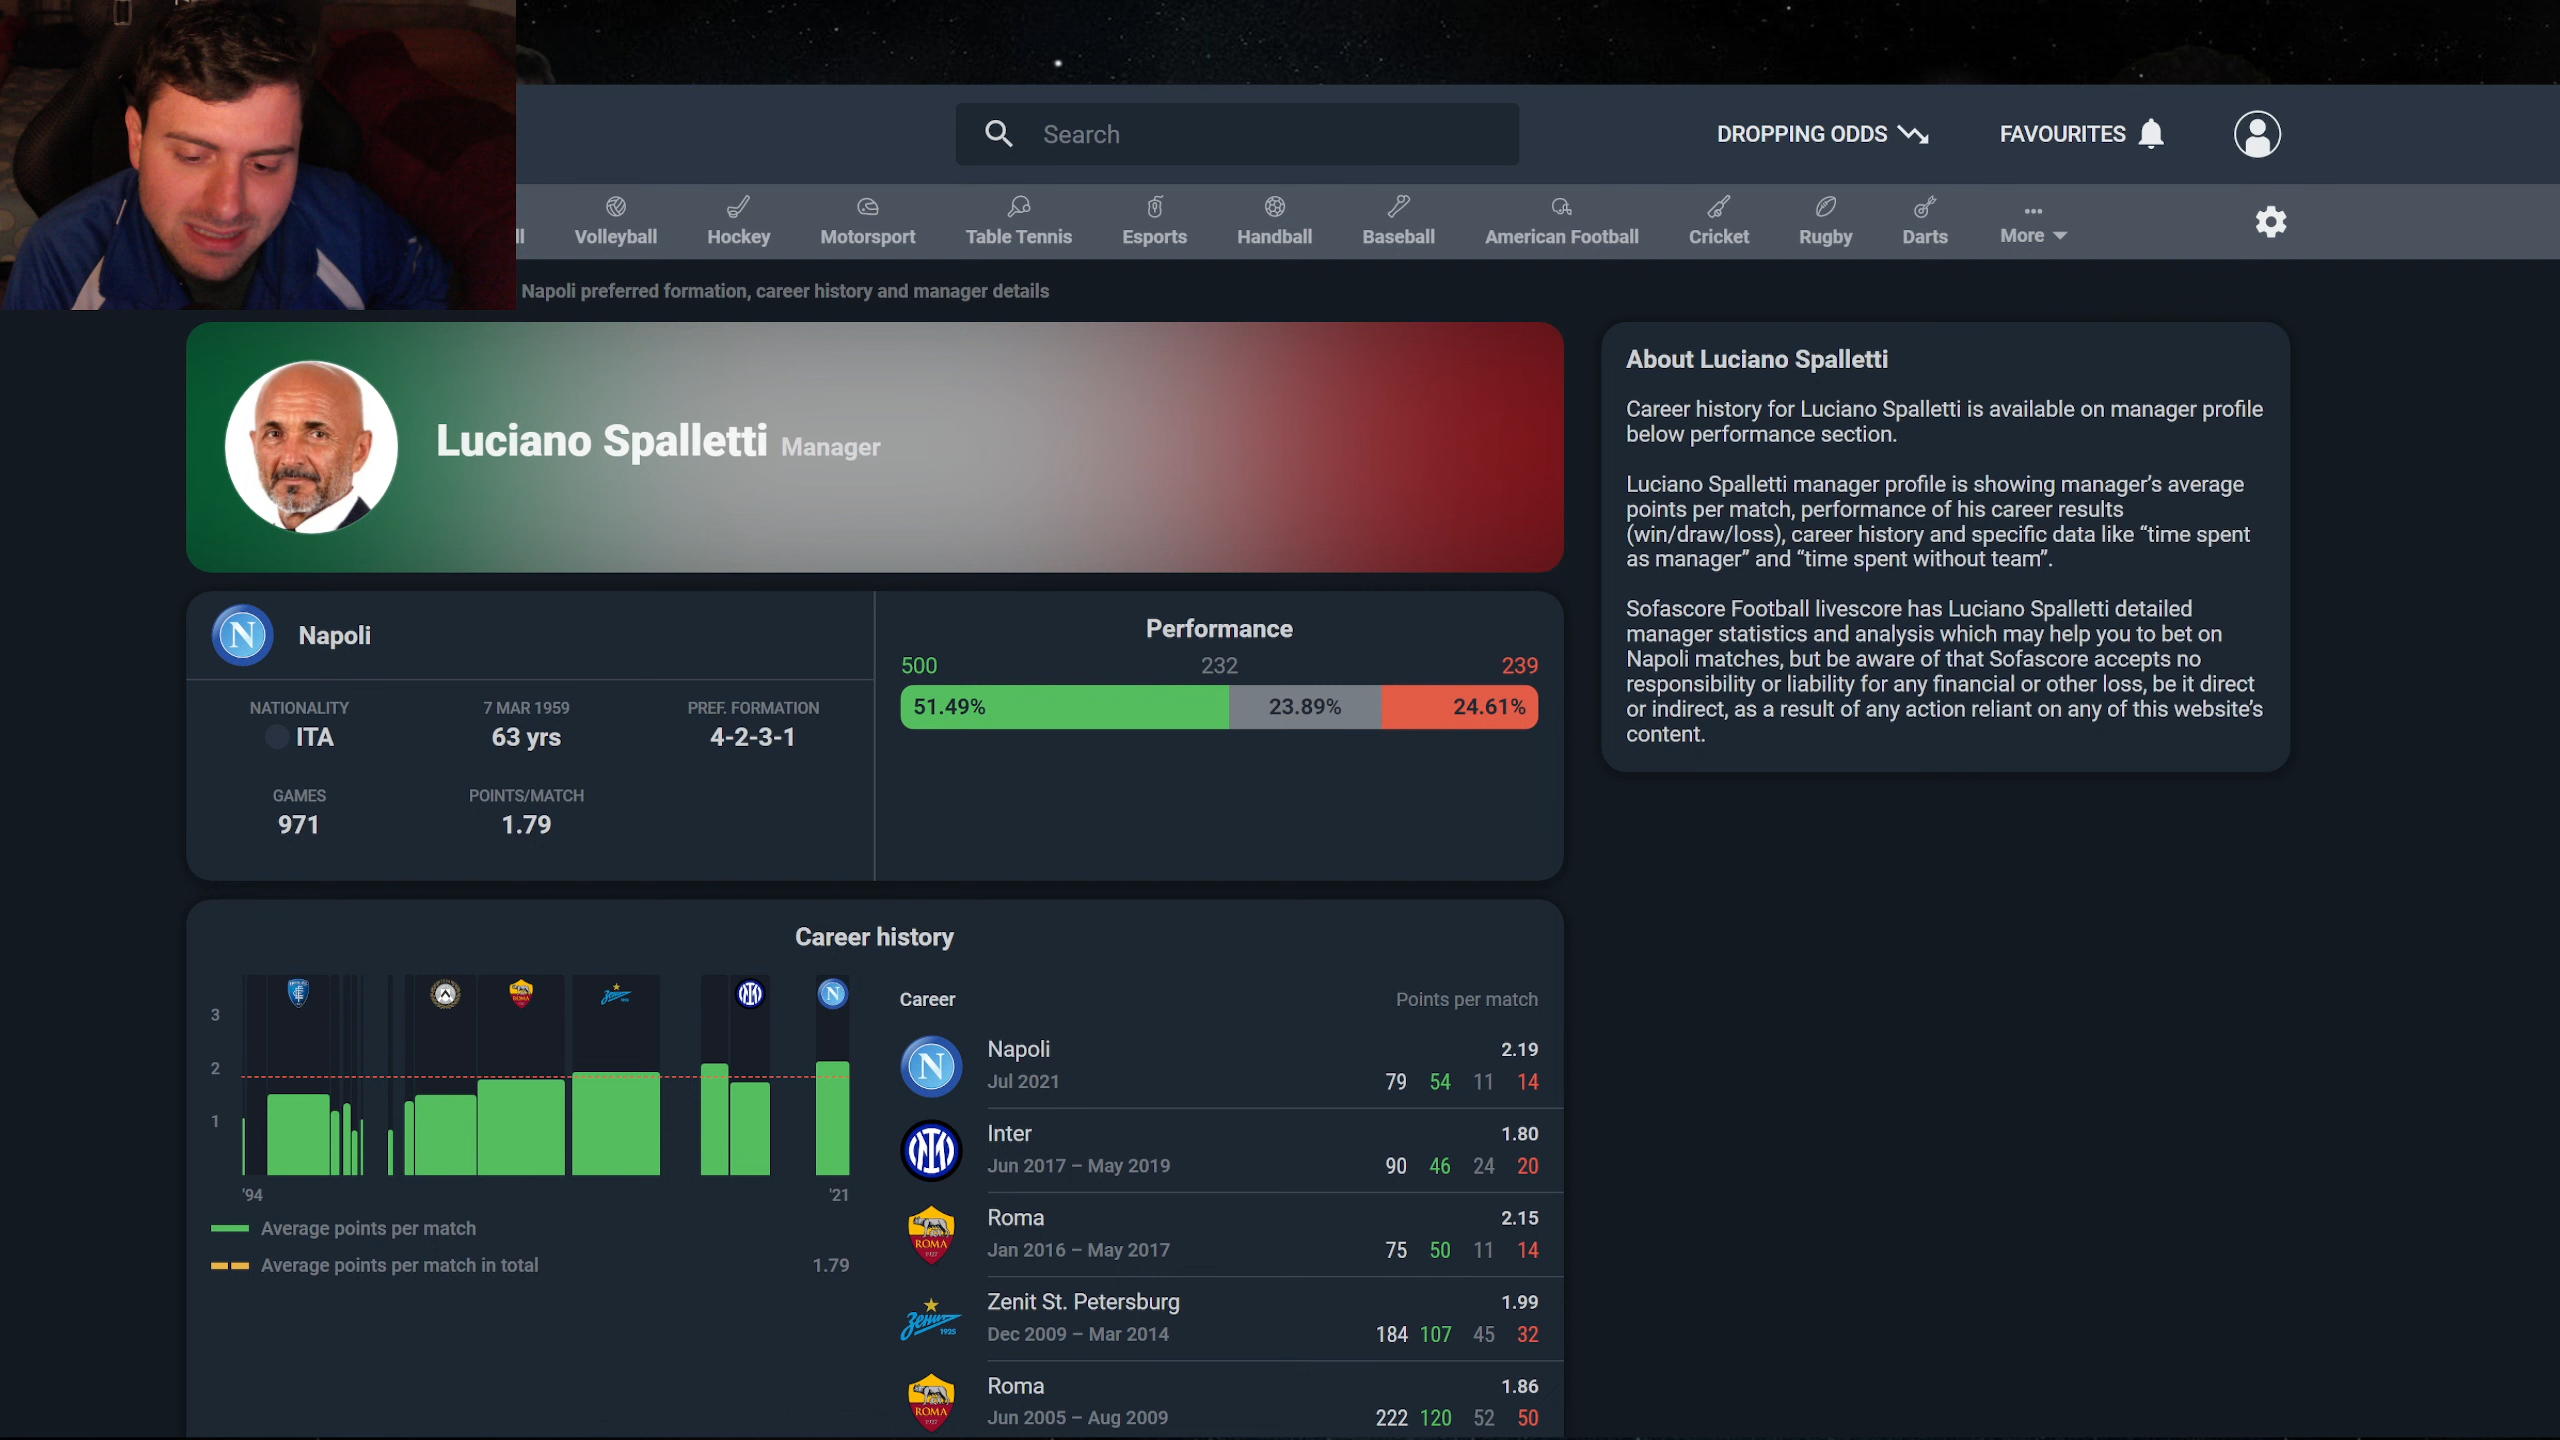 Search
DROPPING ODDS
FAVOURITES
ll
Volleyball
Hockey
Motorsport
Table Tennis
Esports
Handball
Baseball
American Football
Cricket
Rugby
Darts
More
Napoli preferred formation, career history and manager details
Luciano Spalletti Manager
N
Napoli
NATIONALITY
ITA
7 MAR 1959
63 yrs
PREF. FORMATION
4-2-3-1
GAMES
971
POINTS/MATCH
1.79
Performance
500 232 239
51.49% 23.89% 24.61%
About Luciano Spalletti
Career history for Luciano Spalletti is available on manager profile
below performance section.
Luciano Spalletti manager profile is showing manager's average
points per match, performance of his career results
(win/draw/loss), career history and specific data like “time spent
as manager” and “time spent without team”.
Sofascore Football livescore has Luciano Spalletti detailed
manager statistics and analysis which may help you to bet on
Napoli matches, but be aware of that Sofascore accepts no
responsibility or liability for any financial or other loss, be it direct
or indirect, as a result of any action reliant on any of this website's
content.
Career history
3
2
1
ROMA
N
'94 '21
Average points per match
Average points per match in total 1.79
Career Points per match
N
Napoli 2.19
Jul 2021 79 54 11 14
Inter 1.80
Jun 2017 – May 2019 90 46 24 20
ROMA
1927
Roma 2.15
Jan 2016 – May 2017 75 50 11 14
Зенит
1925
Zenit St. Petersburg 1.99
Dec 2009 – Mar 2014 184 107 45 32
ROMA
1927
Roma 1.86
Jun 2005 – Aug 2009 222 120 52 50